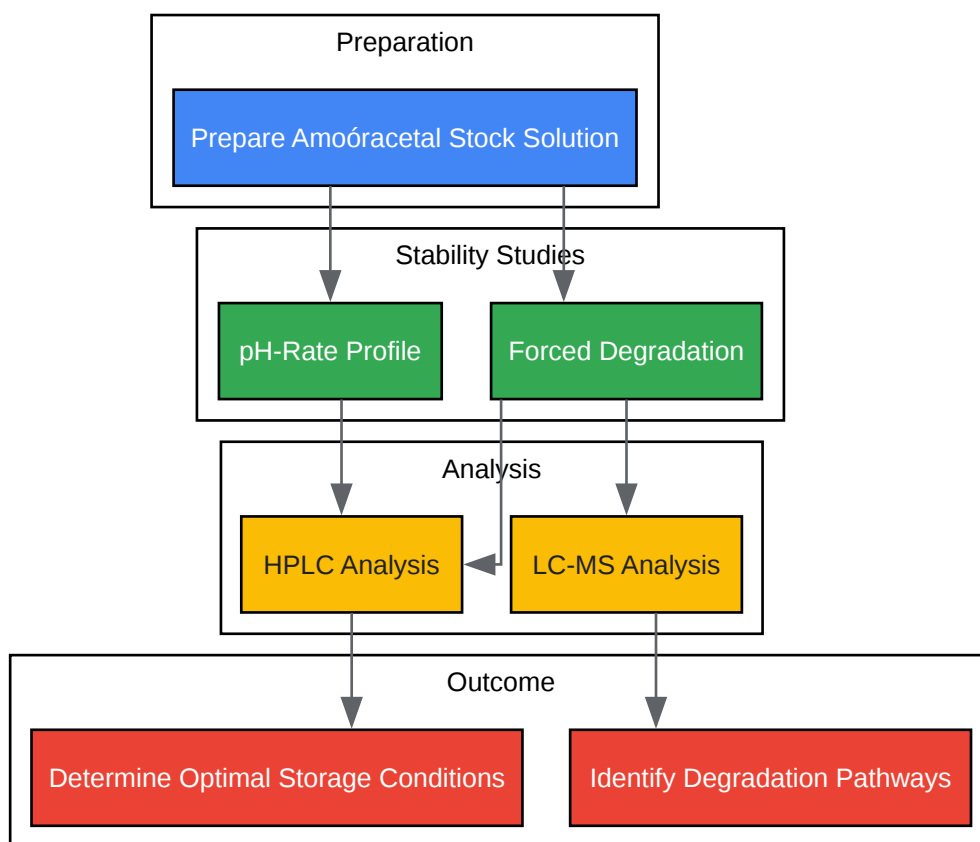 Preparation
Prepare Amoóracetal Stock Solution
Stability Studies
pH-Rate Profile
Forced Degradation
Analysis
HPLC Analysis
LC-MS Analysis
Outcome
Determine Optimal Storage Conditions
Identify Degradation Pathways